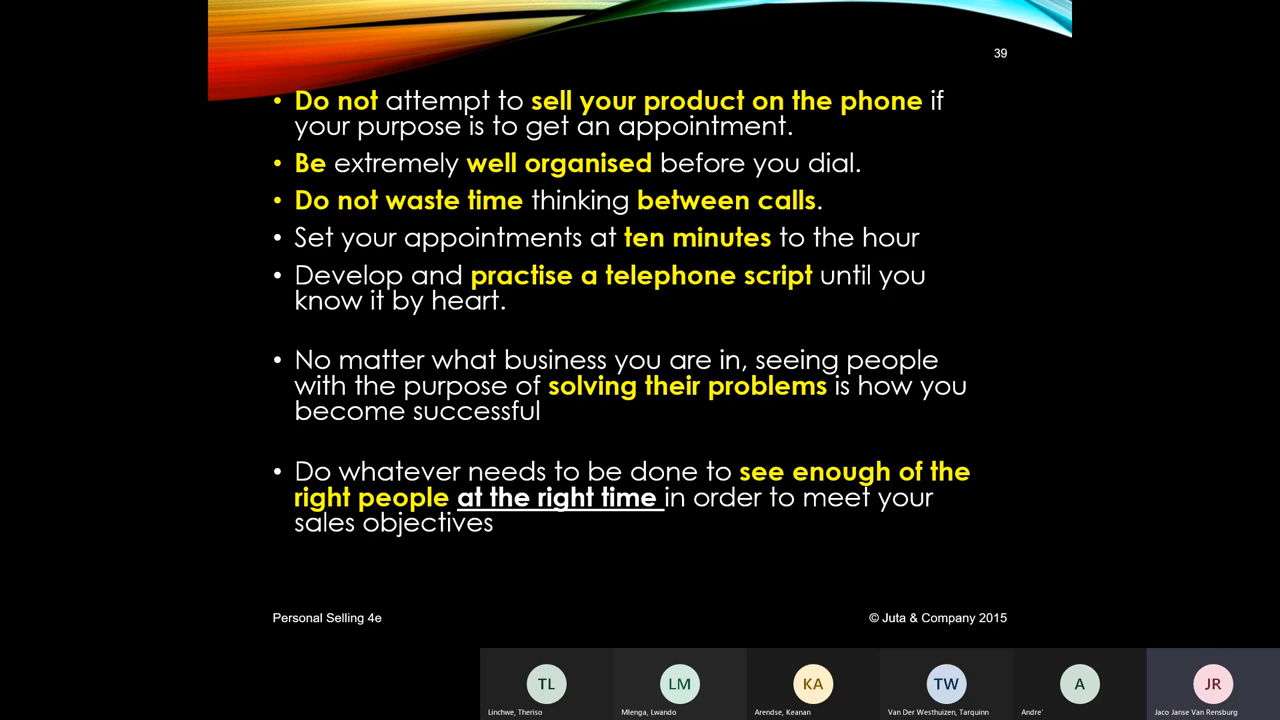 39
• Do not attempt to sell your product on the phone if
your purpose is to get an appointment.
• Be extremely well organised before you dial.
• Do not waste time thinking between calls.
• Set your appointments at ten minutes to the hour
• Develop and practise a telephone script until you
know it by heart.
• No matter what business you are in, seeing people
with the purpose of solving their problems is how you
become successful
• Do whatever needs to be done to see enough of the
right people at the right time in order to meet your
sales objectives
Personal Selling 4e
© Juta & Company 2015
TL
LM
KA
TW
A
JR
Linchwe, Theriso
Mlenga, Lwando
Arendse, Keanan
Van Der Westhuizen, Tarquinn
Andre'
Jaco Janse Van Rensburg